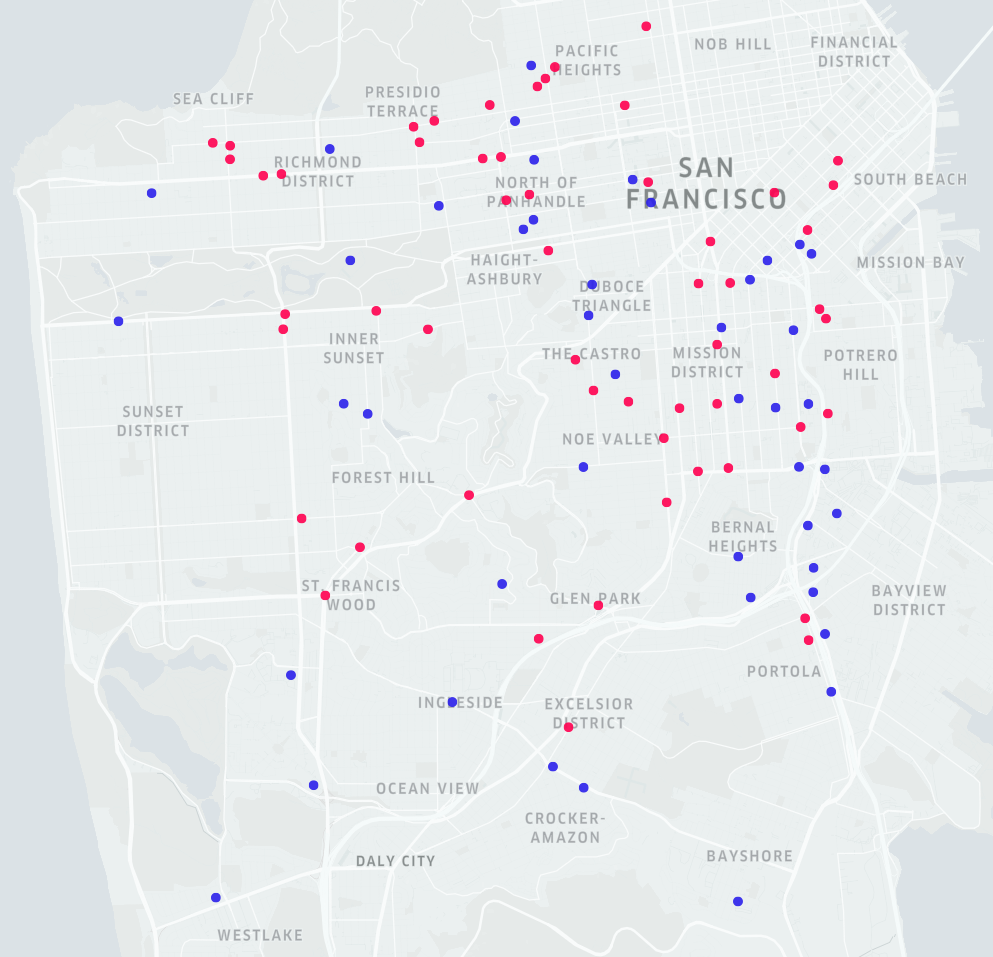 PACIFIC
HEIGHTS
NOB HILL
FINANCIAL
DISTRICT
SEA CLIFF
PRESIDIO
TERRACE
RICHMOND
DISTRICT
NORTH OF
PANHANDLE
SAN
FRANCISCO
SOUTH BEACH
HAIGHT-
ASHBURY
MISSION BAY
DUBOCE
TRIANGLE
INNER
SUNSET
THE CASTRO
MISSION
DISTRICT
POTRERO
HILL
SUNSET
DISTRICT
NOE VALLEY
FOREST HILL
BERNAL
HEIGHTS
ST. FRANCIS
WOOD
GLEN PARK
BAYVIEW
DISTRICT
PORTOLA
INGLESIDE
EXCELSIOR
DISTRICT
OCEAN VIEW
CROCKER-
AMAZON
DALY CITY
BAYSHORE
WESTLAKE